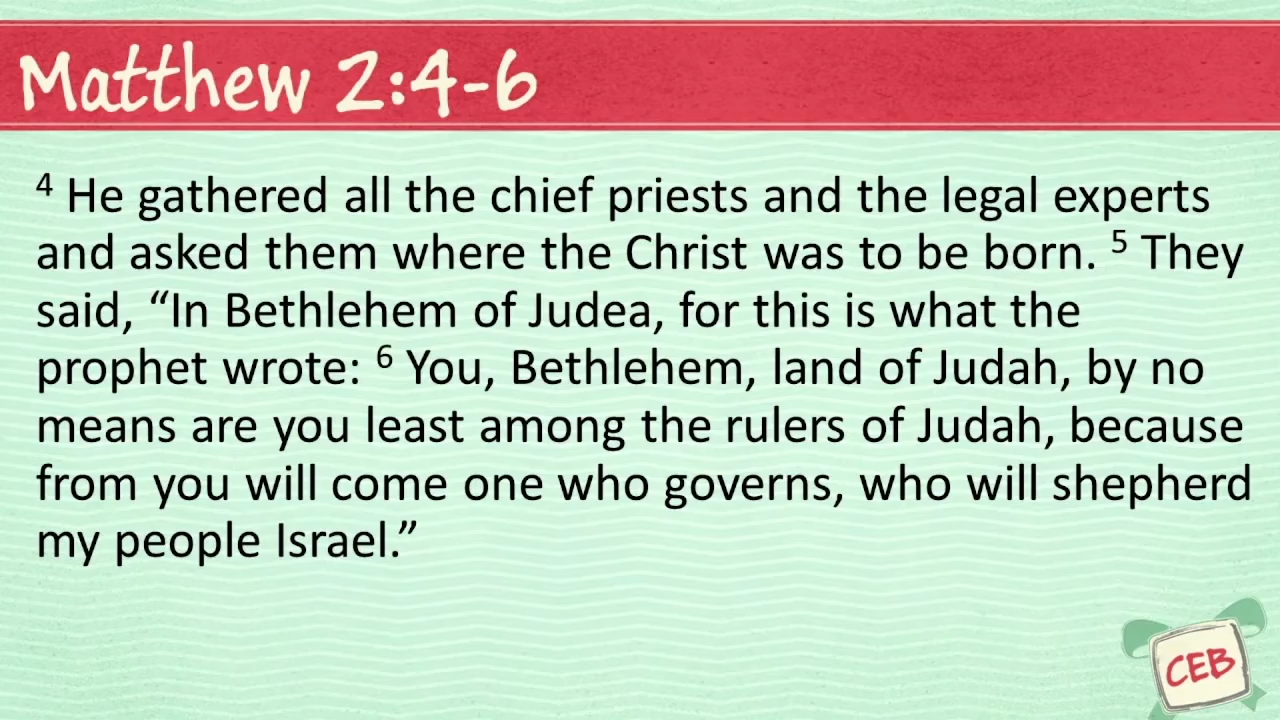 Matthew 2:4-6
4 He gathered all the chief priests and the legal experts
and asked them where the Christ was to be born. 5 They
said, “In Bethlehem of Judea, for this is what the
prophet wrote: 6 You, Bethlehem, land of Judah, by no
means are you least among the rulers of Judah, because
from you will come one who governs, who will shepherd
my people Israel.”
CEB